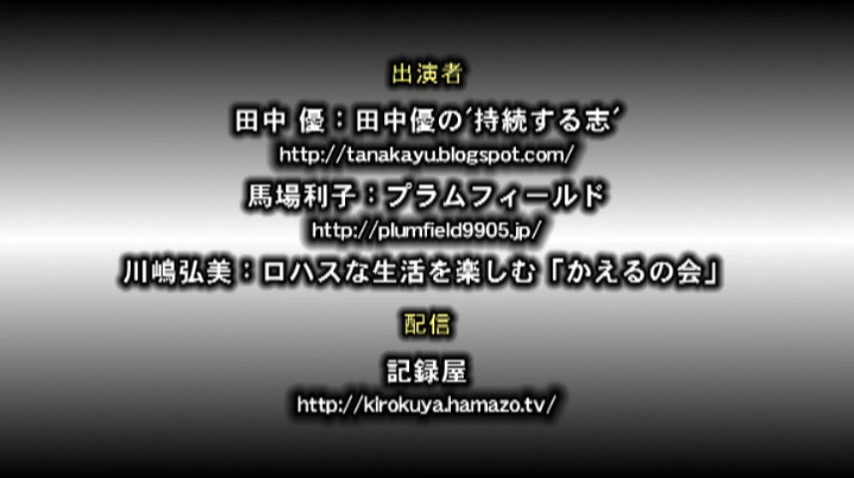 出演者
田中 優：田中優の´持続する志´
http://tanakayu.blogspot.com/
馬場利子：プラムフィールド
http://plumfield9905.jp/
川嶋弘美：ロハスな生活を楽しむ「かえるの会」
配信
記録屋
http://kirokuya.hamazo.tv/